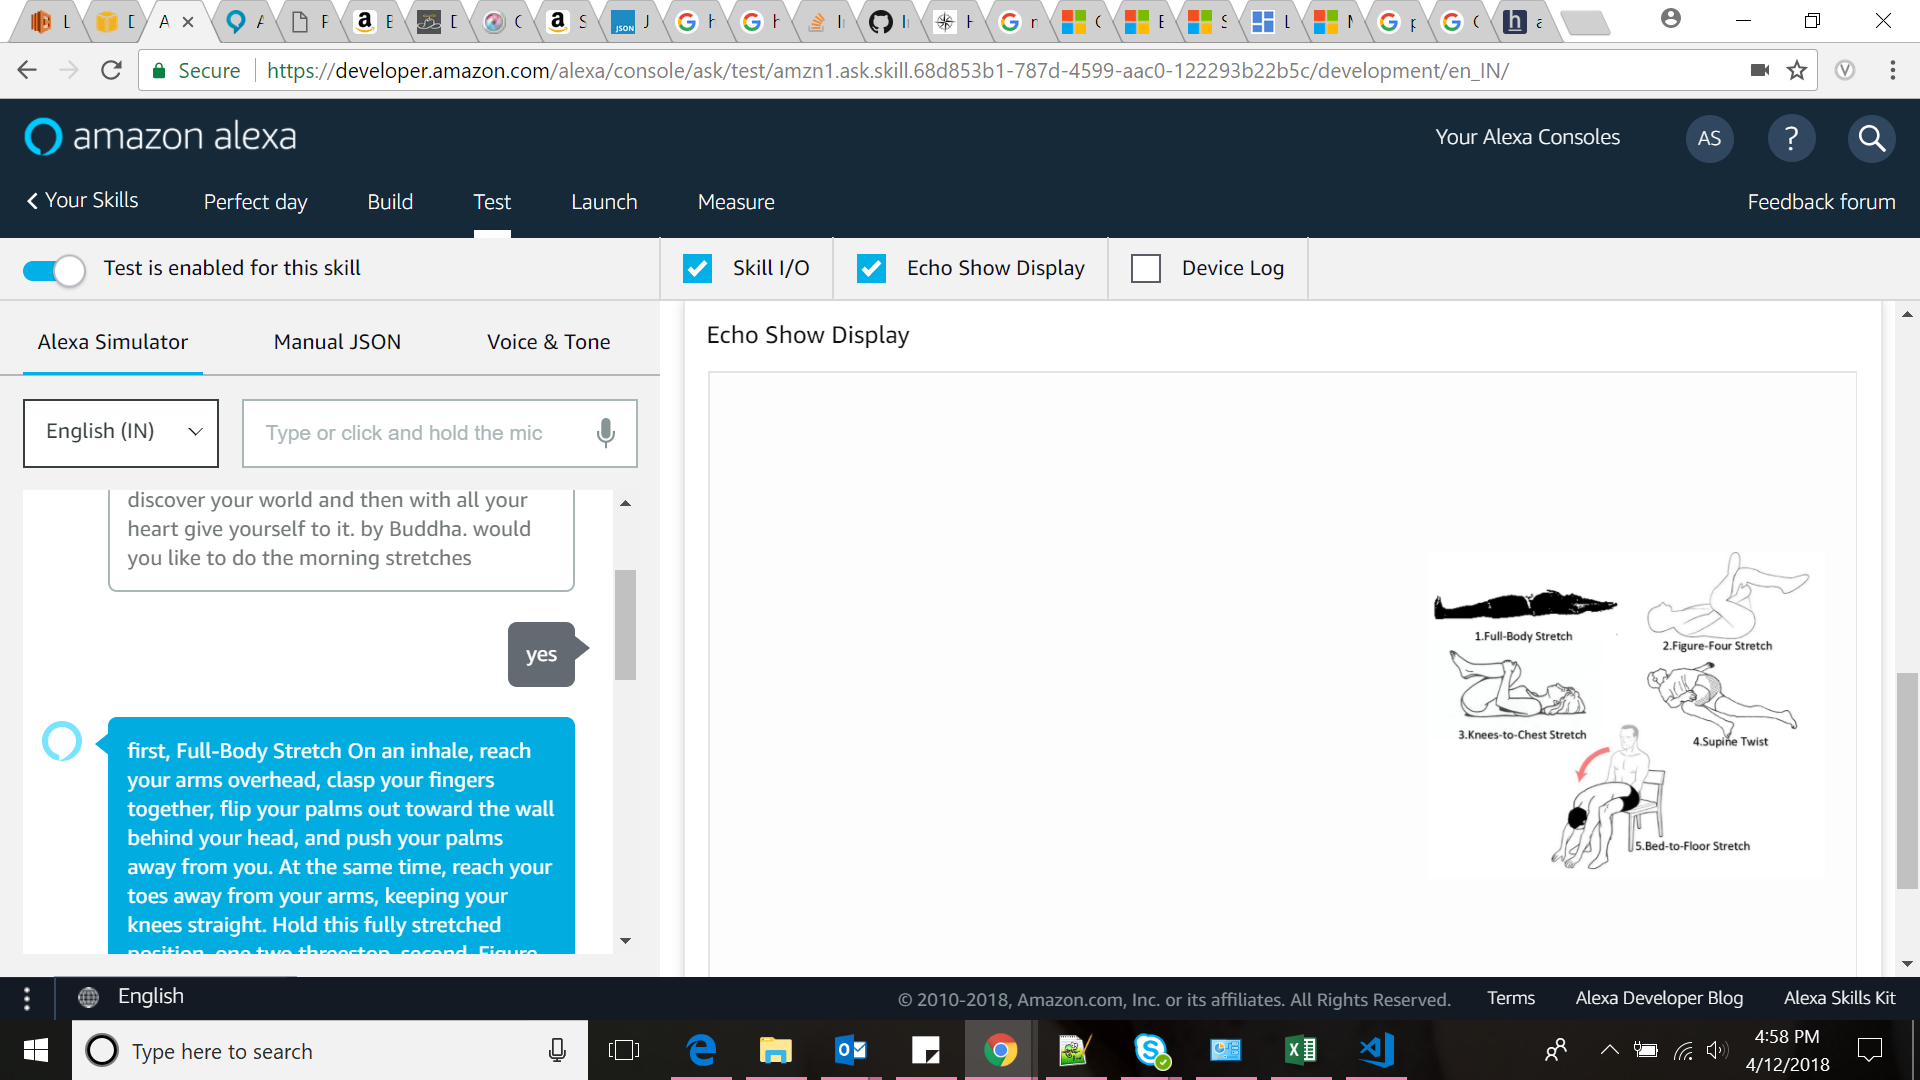 Secure
https://developer.amazon.com/alexa/console/ask/test/amzn1.ask.skill.68d853b1-787d-4599-aac0-122293b22b5c/development/en_IN/
amazon alexa
Your Alexa Consoles
AS
?
Your Skills
Perfect day
Build
Test
Launch
Measure
Feedback forum
Test is enabled for this skill
Skill I/O
Echo Show Display
Device Log
Alexa Simulator
Manual JSON
Voice & Tone
Echo Show Display
English (IN)
Type or click and hold the mic
discover your world and then with all your
heart give yourself to it. by Buddha. would
you like to do the morning stretches
yes
first, Full-Body Stretch On an inhale, reach
your arms overhead, clasp your fingers
together, flip your palms out toward the wall
behind your head, and push your palms
away from you. At the same time, reach your
toes away from your arms, keeping your
knees straight. Hold this fully stretched
position, one two threestep, second, Figure
1.Full-Body Stretch
2.Figure-Four Stretch
3.Knees-to-Chest Stretch
4.Supine Twist
5.Bed-to-Floor Stretch
English
© 2010-2018, Amazon.com, Inc. or its affiliates. All Rights Reserved.
Terms
Alexa Developer Blog
Alexa Skills Kit
Type here to search
4:58 PM
4/12/2018